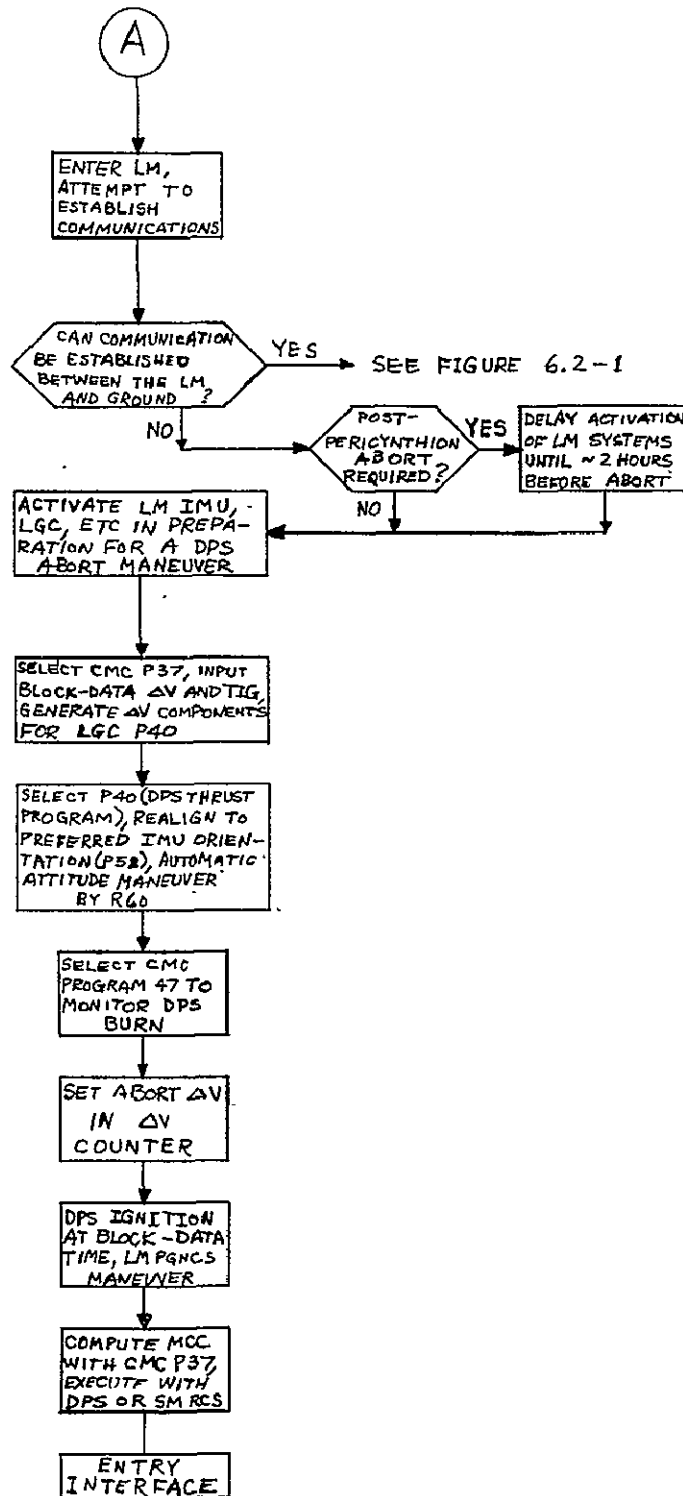 A
ENTER LM,
ATTEMPT TO
ESTABLISH
COMMUNICATIONS
CAN COMMUNICATION
BE ESTABLISHED
BETWEEN THE LM
AND GROUND ?
YES
SEE FIGURE 6.2-1
NO
POST-
PERICYNTHION
ABORT
REQUIRED?
YES
DELAY ACTIVATION
OF LM SYSTEMS
UNTIL ~2 HOURS
BEFORE ABORT
NO
ACTIVATE LM IMU,
LGC, ETC IN PREPA-
RATION FOR A DPS
ABORT MANEUVER
SELECT CMC P37, INPUT
BLOCK-DATA ΔV AND TIG,
GENERATE ΔV COMPONENTS
FOR LGC P40
SELECT P40 (DPS THRUST
PROGRAM), REALIGN TO
PREFERRED IMU ORIEN-
TATION (P52), AUTOMATIC
ATTITUDE MANEUVER
BY R60
SELECT CMC
PROGRAM 47 TO
MONITOR DPS
BURN
SET ABORT ΔV
IN ΔV
COUNTER
DPS IGNITION
AT BLOCK-DATA
TIME, LM PGNCS
MANEUVER
COMPUTE MCC
WITH CMC P37,
EXECUTE WITH
DPS OR SM RCS
ENTRY
INTERFACE